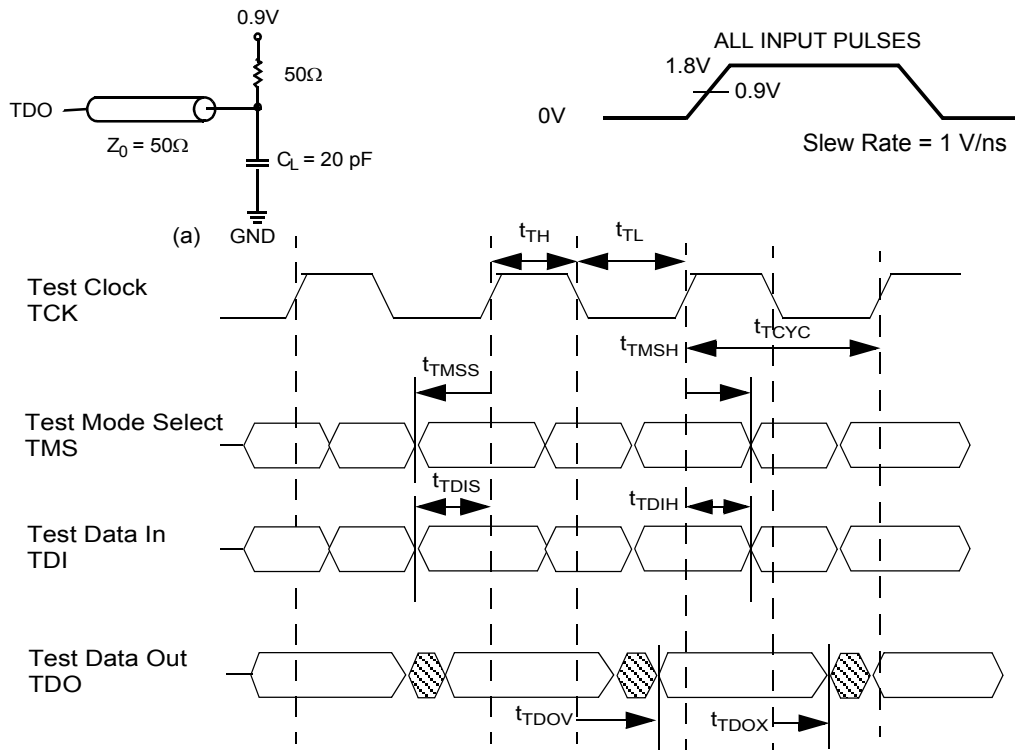 0.9V
50Ω
TDO
Z0 = 50Ω
CL = 20 pF
(a)
GND
ALL INPUT PULSES
1.8V
0.9V
0V
Slew Rate = 1 V/ns
tTH
tTL
Test Clock
TCK
tTMSH
tTCYC
tTMSS
Test Mode Select
TMS
tTDIS
tTDIH
Test Data In
TDI
Test Data Out
TDO
tTDOV
tTDOX